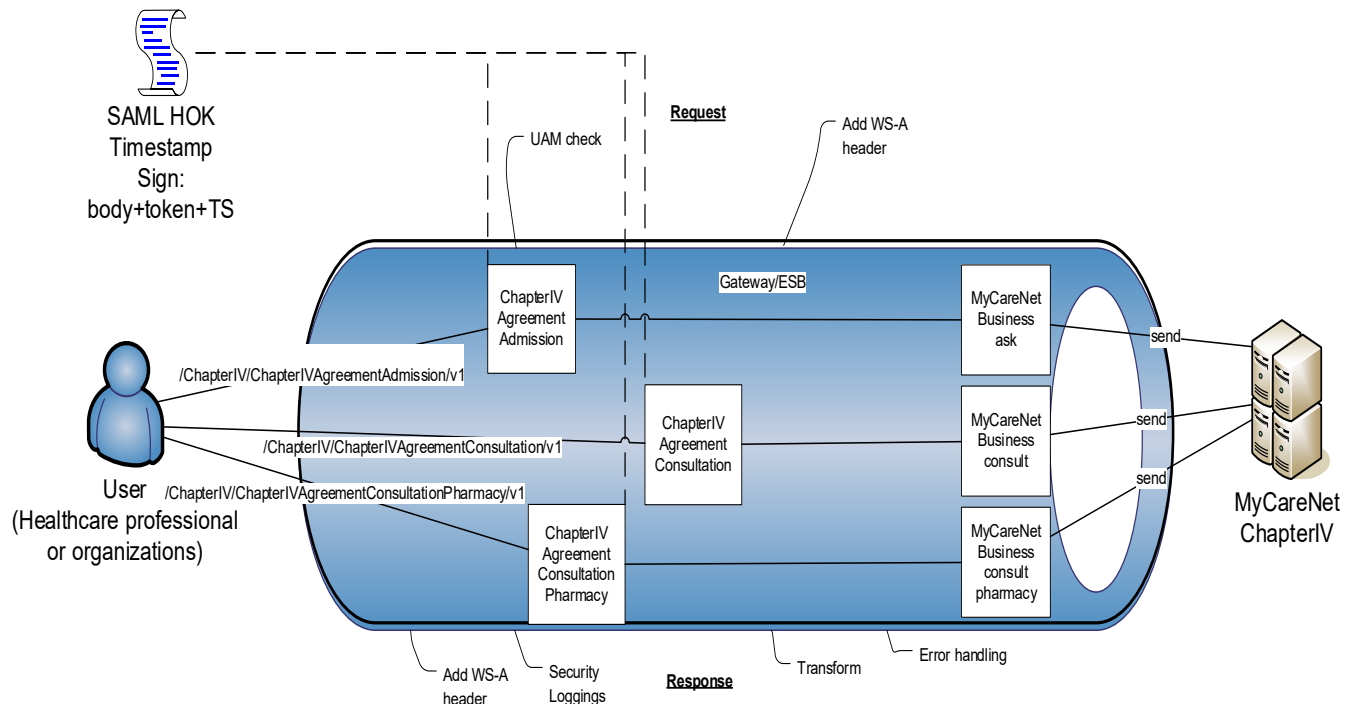 SAML HOK
Timestamp
Sign:
body+token+TS
Request
UAM check
Add WS-A
header
Gateway/ESB
ChapterIV
Agreement
Admission
MyCareNet
Business
ask
send
/ChapterIV/ChapterIVAgreementAdmission/v1
ChapterIV
Agreement
Consultation
MyCareNet
Business
consult
send
/ChapterIV/ChapterIVAgreementConsultation/v1
User
(Healthcare professional
or organizations)
/ChapterIV/ChapterIVAgreementConsultationPharmacy/v1
ChapterIV
Agreement
Consultation
Pharmacy
MyCareNet
Business
consult
pharmacy
send
MyCareNet
ChapterIV
Add WS-A
header
Security
Loggings
Response
Transform
Error handling